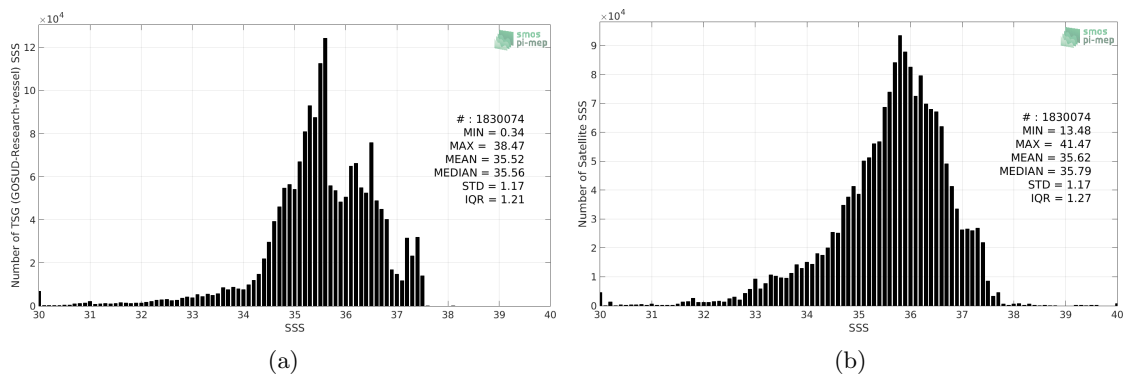 ×10⁴
smos
pi-mep
Number of TSG (GOSUD-Research-vessel) SSS
12
10
8
6
4
2
0
# : 1830074
MIN = 0.34
MAX = 38.47
MEAN = 35.52
MEDIAN = 35.56
STD = 1.17
IQR = 1.21
30 31 32 33 34 35 36 37 38 39 40
SSS
(a)
×10⁴
smos
pi-mep
Number of Satellite SSS
9
8
7
6
5
4
3
2
1
0
# : 1830074
MIN = 13.48
MAX = 41.47
MEAN = 35.62
MEDIAN = 35.79
STD = 1.17
IQR = 1.27
30 31 32 33 34 35 36 37 38 39 40
SSS
(b)